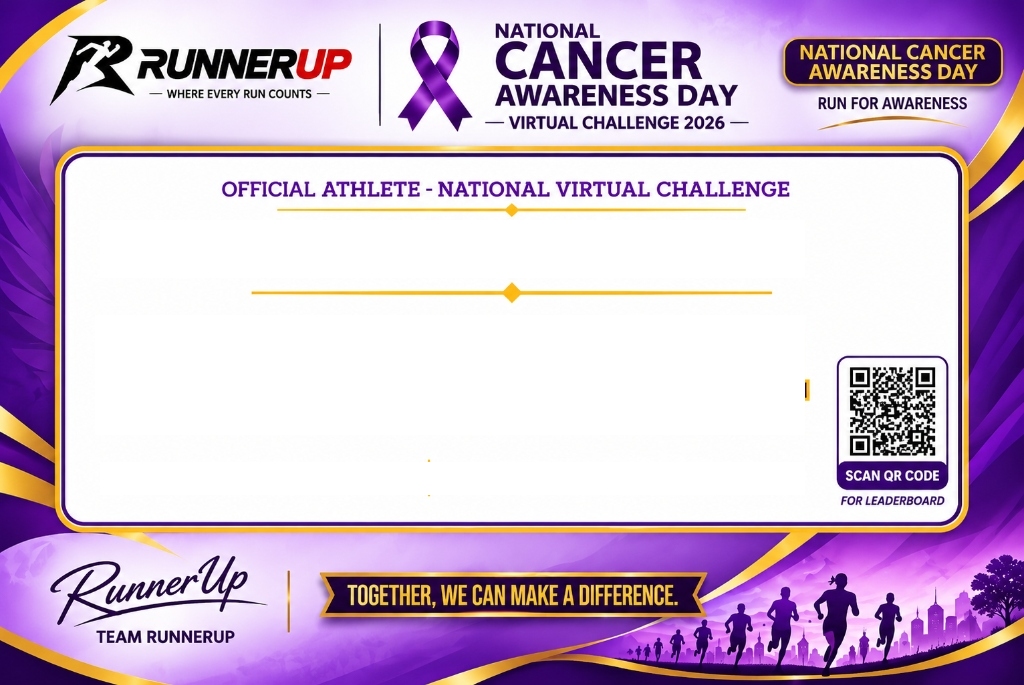 RUNNERUP
— WHERE EVERY RUN COUNTS —
NATIONAL
CANCER
AWARENESS DAY
— VIRTUAL CHALLENGE 2026 —
NATIONAL CANCER
AWARENESS DAY
RUN FOR AWARENESS
OFFICIAL ATHLETE - NATIONAL VIRTUAL CHALLENGE
SCAN QR CODE
FOR LEADERBOARD
RunnerUp
TEAM RUNNERUP
TOGETHER, WE CAN MAKE A DIFFERENCE.